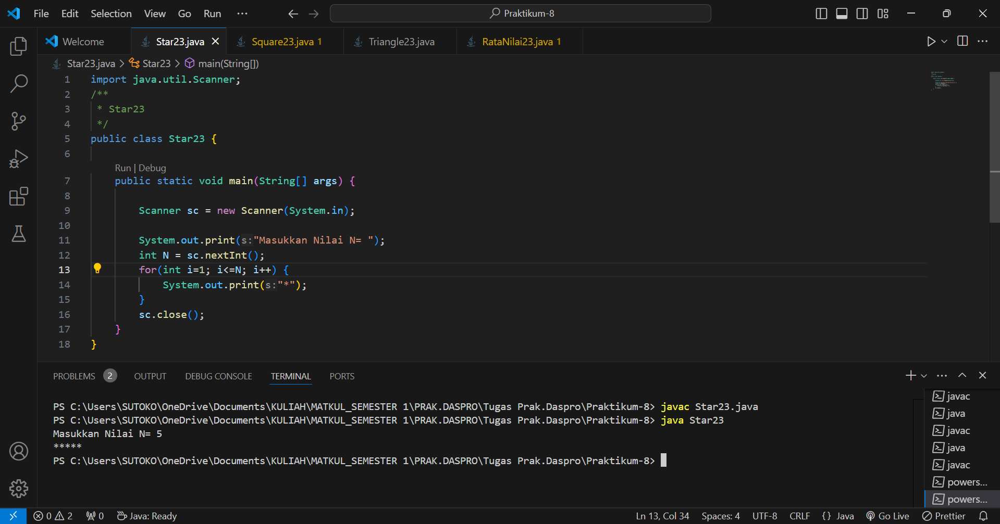 File Edit Selection View Go Run ··· Praktikum-8
Welcome Star23.java Square23.java 1 Triangle23.java RataNilai23.java 1
Star23.java > Star23 > main(String[])
1 import java.util.Scanner;
2 /**
3 * Star23
4 */
5 public class Star23 {
6
Run | Debug
7 public static void main(String[] args) {
8
9 Scanner sc = new Scanner(System.in);
10
11 System.out.print(s:"Masukkan Nilai N= ");
12 int N = sc.nextInt();
13 for(int i=1; i<=N; i++) {
14 System.out.print(s:"*");
15 }
16 sc.close();
17 }
18 }
PROBLEMS 2 OUTPUT DEBUG CONSOLE TERMINAL PORTS
PS C:\Users\SUTOKO\OneDrive\Documents\KULIAH\MATKUL_SEMESTER 1\PRAK.DASPRO\Tugas Prak.Daspro\Praktikum-8> javac Star23.java
PS C:\Users\SUTOKO\OneDrive\Documents\KULIAH\MATKUL_SEMESTER 1\PRAK.DASPRO\Tugas Prak.Daspro\Praktikum-8> java Star23
Masukkan Nilai N= 5
*****
PS C:\Users\SUTOKO\OneDrive\Documents\KULIAH\MATKUL_SEMESTER 1\PRAK.DASPRO\Tugas Prak.Daspro\Praktikum-8>
javac
java
javac
java
javac
powers...
powers...
0 2 0 Java: Ready Ln 13, Col 34 Spaces: 4 UTF-8 CRLF {} Java Go Live Prettier